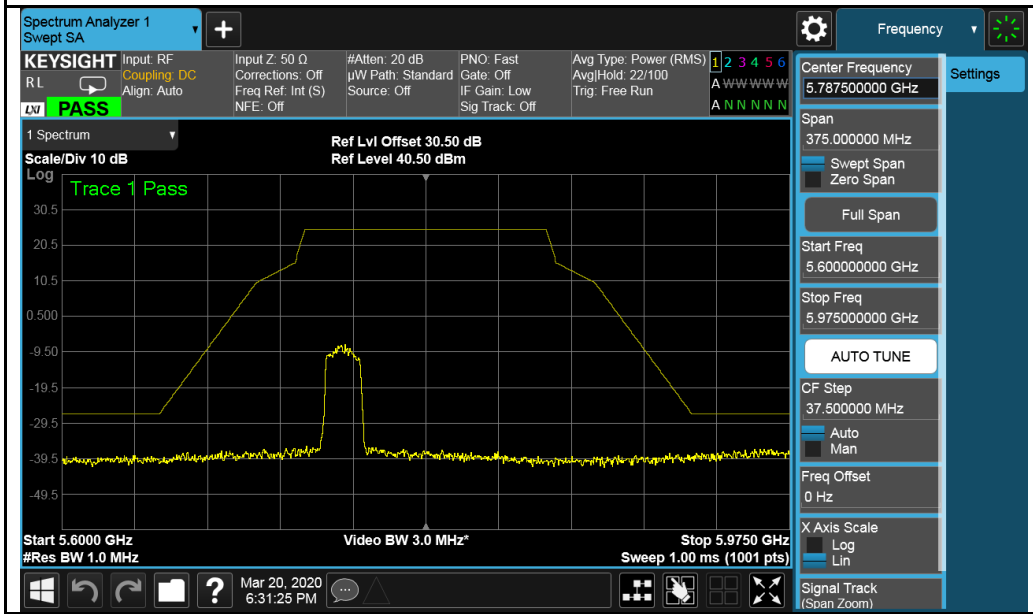 Spectrum Analyzer 1
Swept SA
Frequency
KEYSIGHT
RL
LXI
PASS
Input: RF
Coupling: DC
Align: Auto
Input Z: 50 Ω
Corrections: Off
Freq Ref: Int (S)
NFE: Off
#Atten: 20 dB
µW Path: Standard
Source: Off
PNO: Fast
Gate: Off
IF Gain: Low
Sig Track: Off
Avg Type: Power (RMS)
Avg|Hold: 22/100
Trig: Free Run
1 2 3 4 5 6
A W W W W W
A N N N N N
1 Spectrum
Scale/Div 10 dB
Ref Lvl Offset 30.50 dB
Ref Level 40.50 dBm
Log
Trace 1 Pass
30.5
20.5
10.5
0.500
-9.50
-19.5
-29.5
-39.5
-49.5
Start 5.6000 GHz
#Res BW 1.0 MHz
Video BW 3.0 MHz*
Stop 5.9750 GHz
Sweep 1.00 ms (1001 pts)
Center Frequency
5.787500000 GHz
Settings
Span
375.000000 MHz
Swept Span
Zero Span
Full Span
Start Freq
5.600000000 GHz
Stop Freq
5.975000000 GHz
AUTO TUNE
CF Step
37.500000 MHz
Auto
Man
Freq Offset
0 Hz
X Axis Scale
Log
Lin
Signal Track
(Span Zoom)
?
Mar 20, 2020
6:31:25 PM